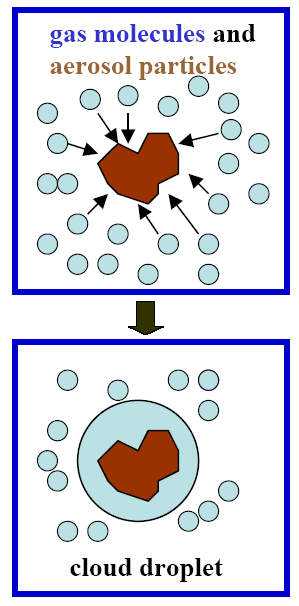 gas molecules and
aerosol particles
cloud droplet